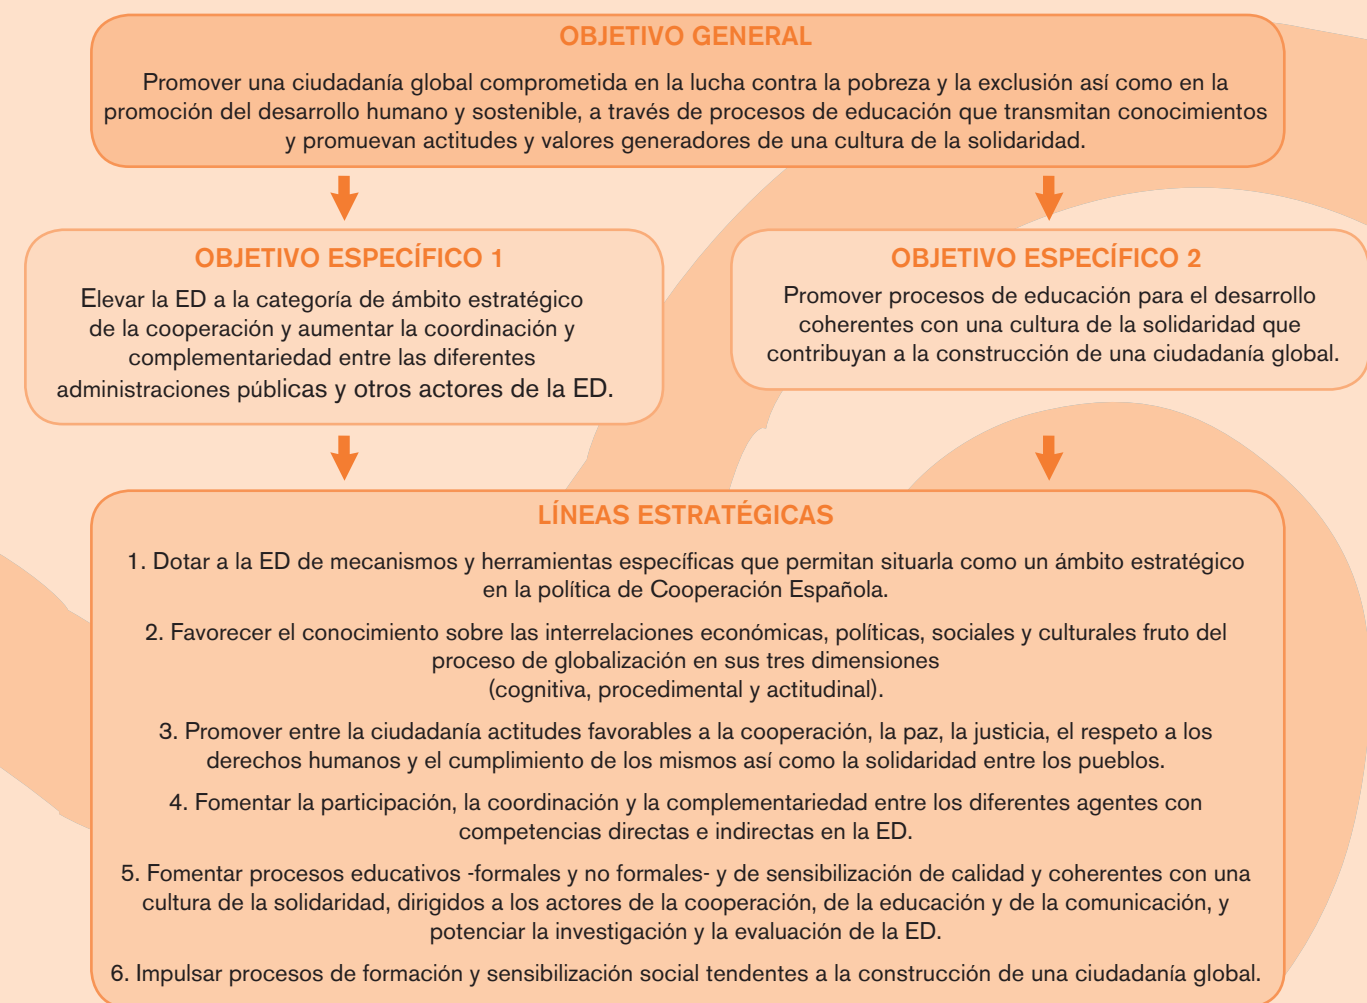 OBJETIVO GENERAL
Promover una ciudadanía global comprometida en la lucha contra la pobreza y la exclusión así como en la
promoción del desarrollo humano y sostenible, a través de procesos de educación que transmitan conocimientos
y promuevan actitudes y valores generadores de una cultura de la solidaridad.
OBJETIVO ESPECÍFICO 1
Elevar la ED a la categoría de ámbito estratégico
de la cooperación y aumentar la coordinación y
complementariedad entre las diferentes
administraciones públicas y otros actores de la ED.
OBJETIVO ESPECÍFICO 2
Promover procesos de educación para el desarrollo
coherentes con una cultura de la solidaridad que
contribuyan a la construcción de una ciudadanía global.
LÍNEAS ESTRATÉGICAS
1. Dotar a la ED de mecanismos y herramientas específicas que permitan situarla como un ámbito estratégico
en la política de Cooperación Española.
2. Favorecer el conocimiento sobre las interrelaciones económicas, políticas, sociales y culturales fruto del
proceso de globalización en sus tres dimensiones
(cognitiva, procedimental y actitudinal).
3. Promover entre la ciudadanía actitudes favorables a la cooperación, la paz, la justicia, el respeto a los
derechos humanos y el cumplimiento de los mismos así como la solidaridad entre los pueblos.
4. Fomentar la participación, la coordinación y la complementariedad entre los diferentes agentes con
competencias directas e indirectas en la ED.
5. Fomentar procesos educativos -formales y no formales- y de sensibilización de calidad y coherentes con una
cultura de la solidaridad, dirigidos a los actores de la cooperación, de la educación y de la comunicación, y
potenciar la investigación y la evaluación de la ED.
6. Impulsar procesos de formación y sensibilización social tendentes a la construcción de una ciudadanía global.